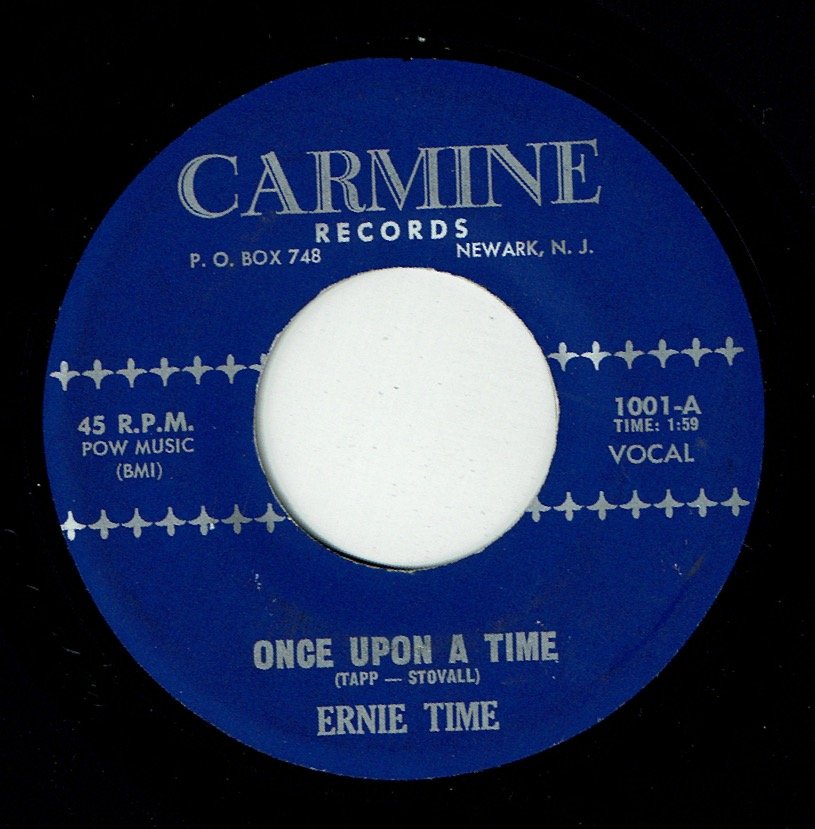 CARMINE
RECORDS
P. O. BOX 748 NEWARK, N. J.
45 R.P.M.
POW MUSIC
(BMI)
1001-A
TIME: 1:59
VOCAL
ONCE UPON A TIME
(TAPP — STOVALL)
ERNIE TIME